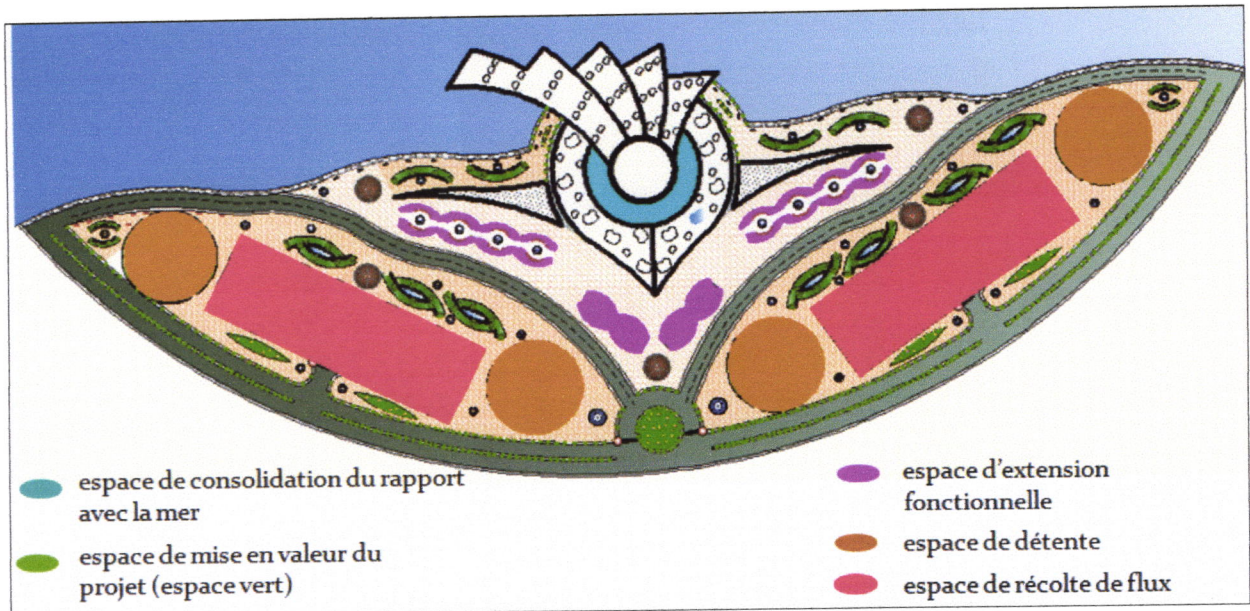 espace de consolidation du rapport
avec la mer
espace de mise en valeur du
projet (espace vert)
espace d'extension
fonctionnelle
espace de détente
espace de récolte de flux